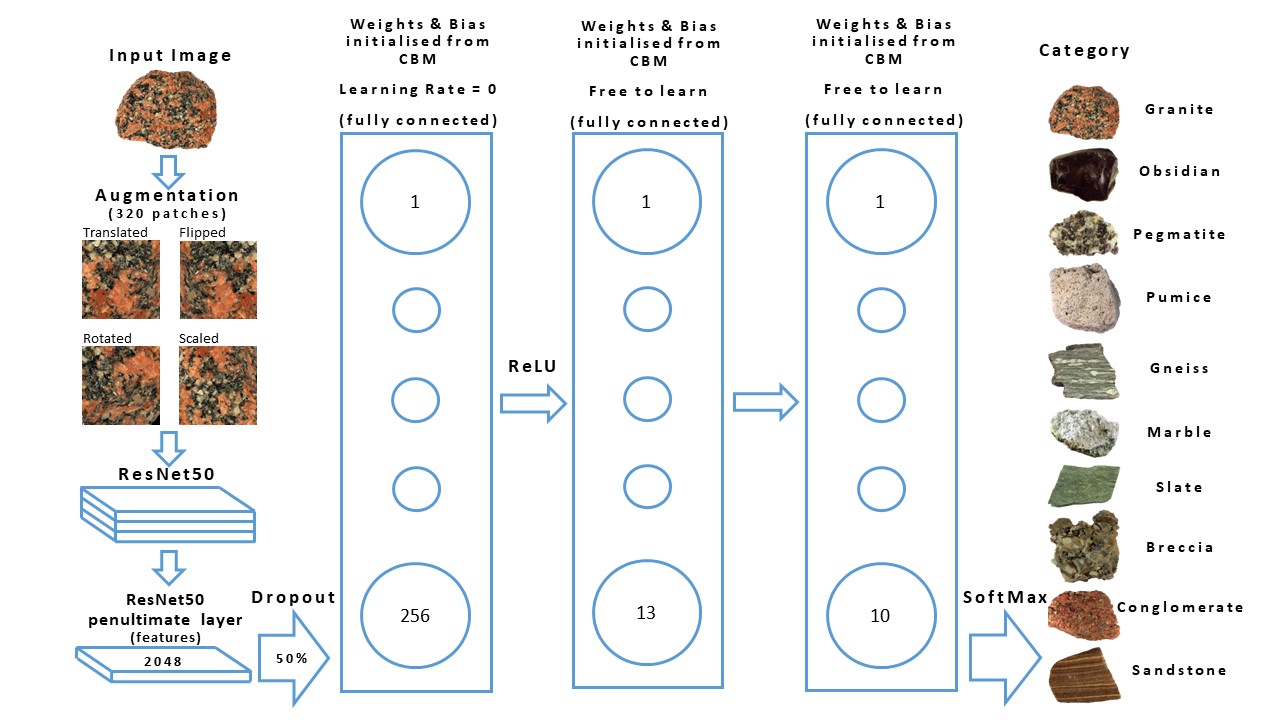 Input Image
Augmentation
(320 patches)
Translated Flipped
Rotated Scaled
ResNet50
ResNet50
penultimate layer
(features)
2048
Dropout
50%
Weights & Bias
initialised from
CBM
Learning Rate = 0
(fully connected)
1
256
ReLU
Weights & Bias
initialised from
CBM
Free to learn
(fully connected)
1
13
Weights & Bias
initialised from
CBM
Free to learn
(fully connected)
1
10
SoftMax
Category
Granite
Obsidian
Pegmatite
Pumice
Gneiss
Marble
Slate
Breccia
Conglomerate
Sandstone